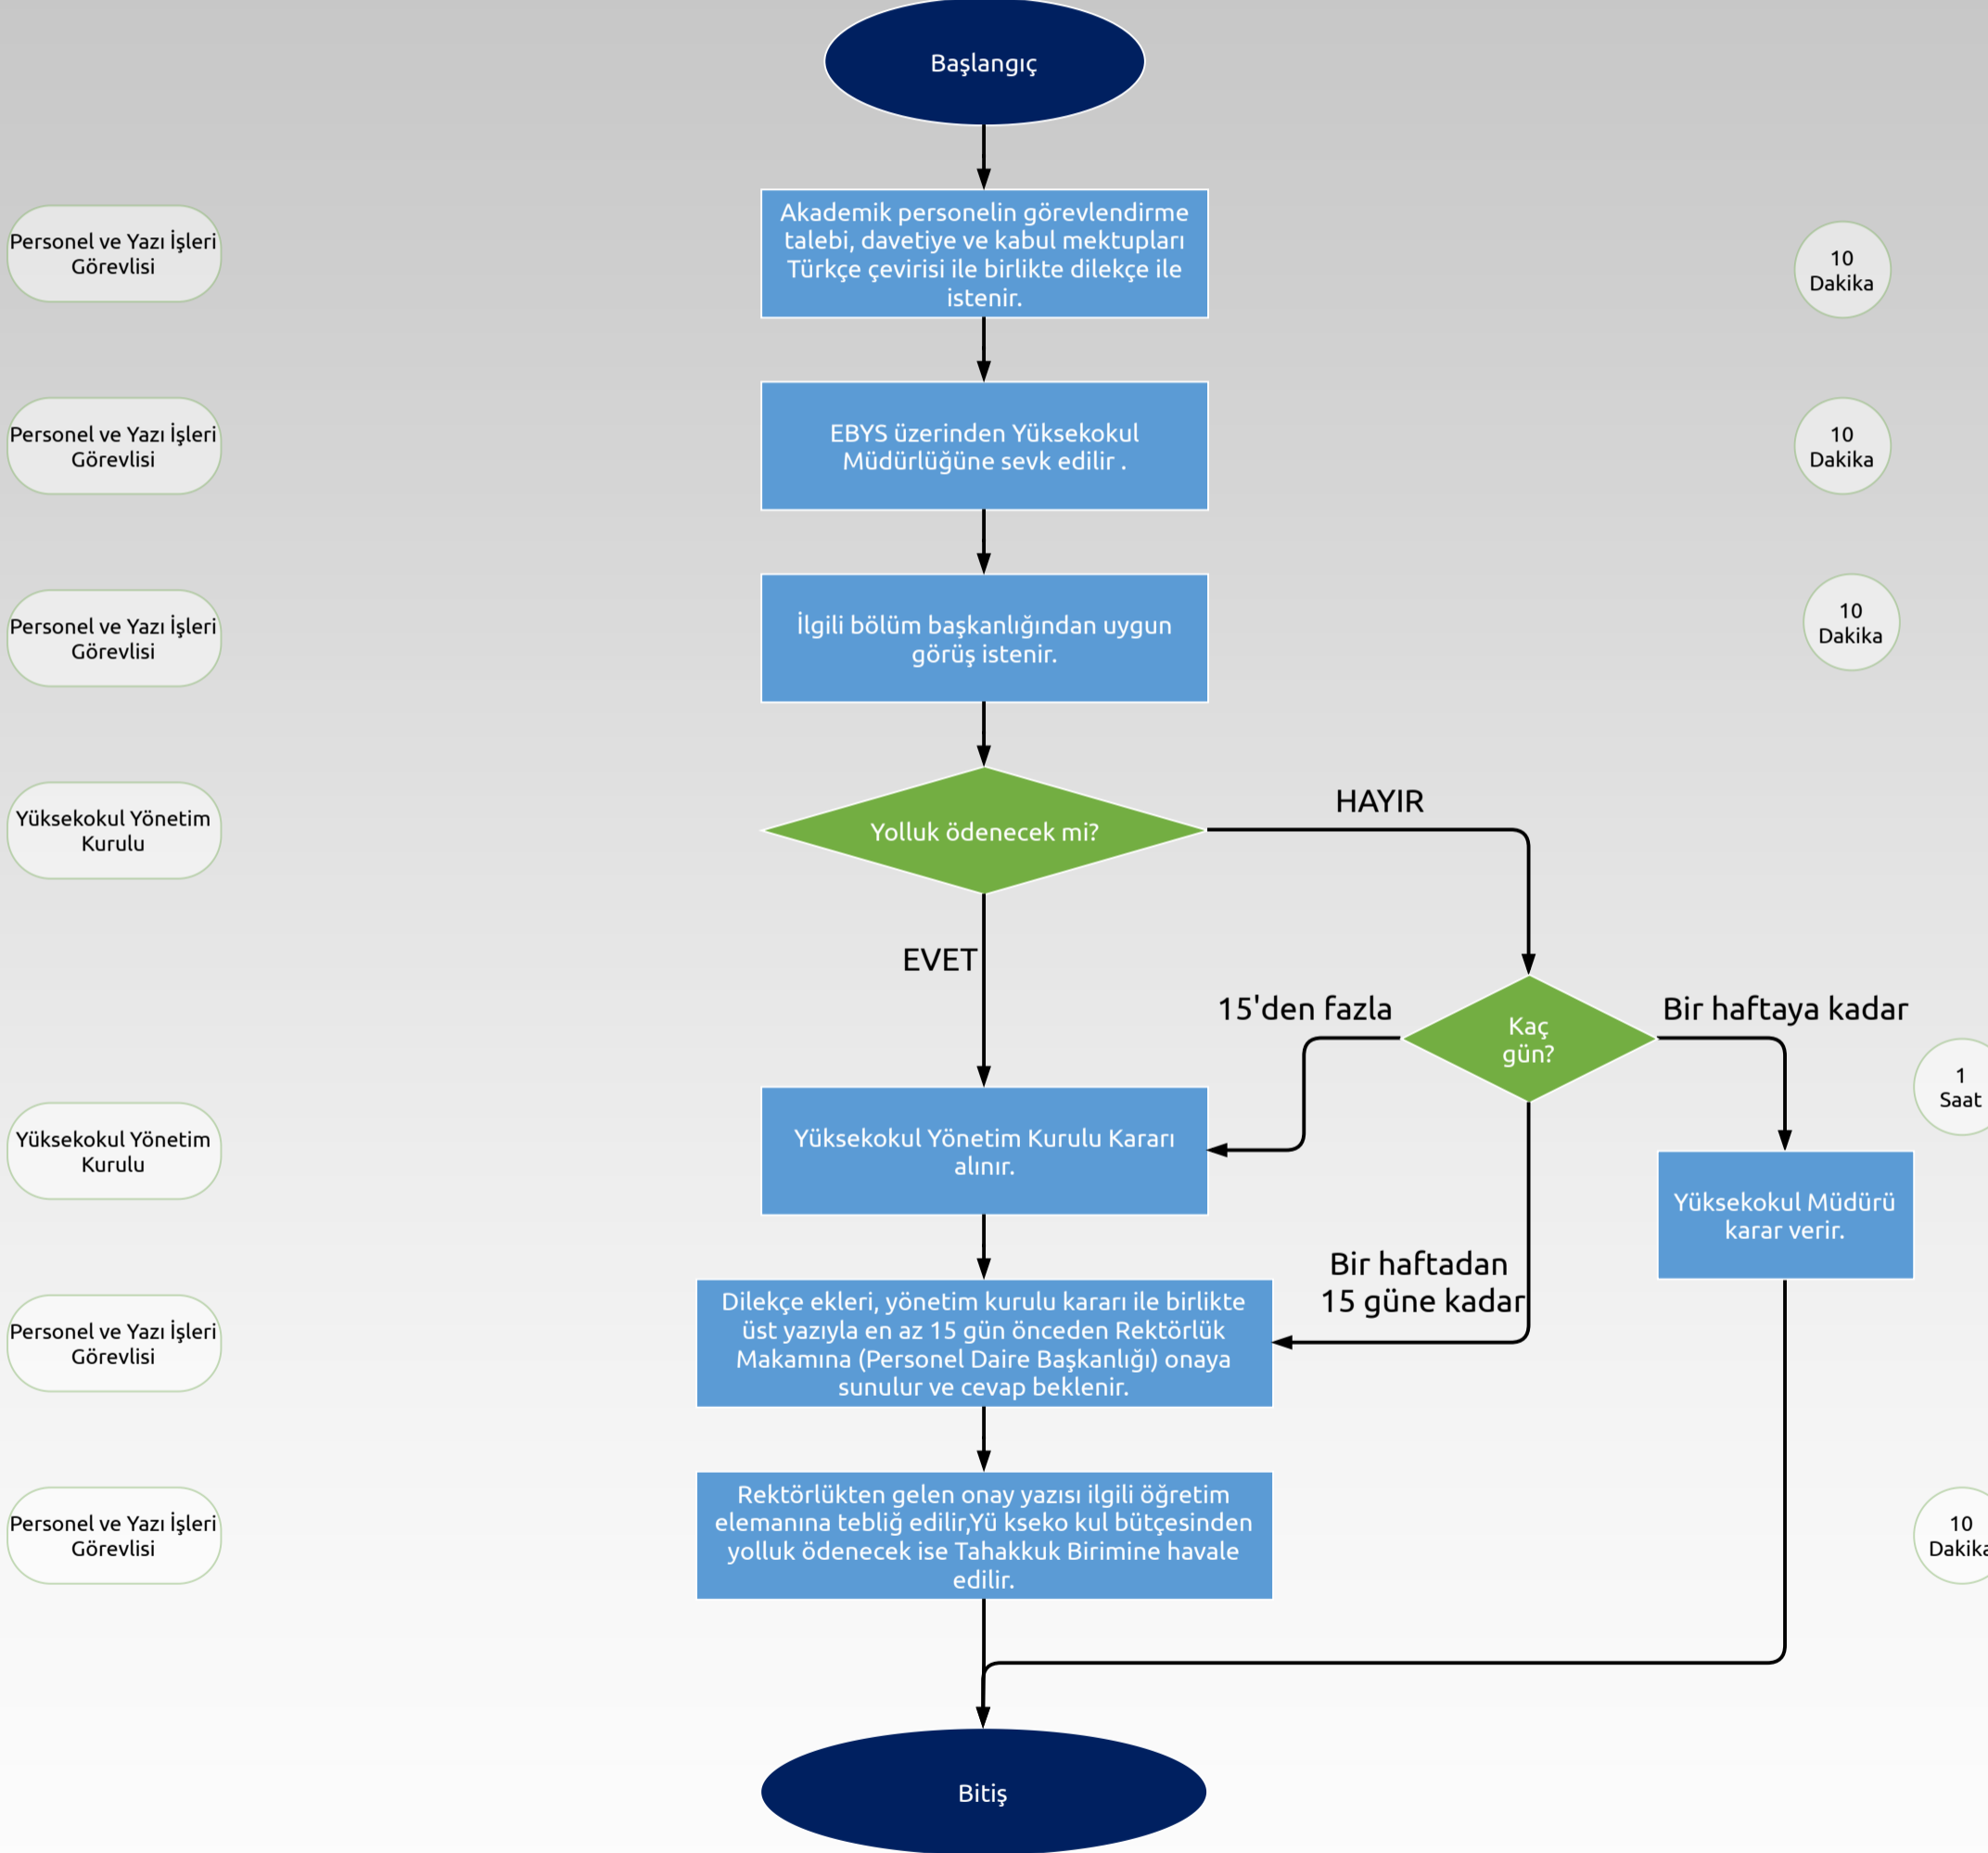 Başlangıç
Personel ve Yazı İşleri
Görevlisi
Akademik personelin görevlendirme
talebi, davetiye ve kabul mektupları
Türkçe çevirisi ile birlikte dilekçe ile
istenir.
10
Dakika
Personel ve Yazı İşleri
Görevlisi
EBYS üzerinden Yüksekokul
Müdürlüğüne sevk edilir .
10
Dakika
Personel ve Yazı İşleri
Görevlisi
İlgili bölüm başkanlığından uygun
görüş istenir.
10
Dakika
Yüksekokul Yönetim
Kurulu
Yolluk ödenecek mi?
HAYIR
EVET
15'den fazla
Kaç
gün?
Bir haftaya kadar
1
Saat
Yüksekokul Yönetim
Kurulu
Yüksekokul Yönetim Kurulu Kararı
alınır.
Yüksekokul Müdürü
karar verir.
Bir haftadan
15 güne kadar
Personel ve Yazı İşleri
Görevlisi
Dilekçe ekleri, yönetim kurulu kararı ile birlikte
üst yazıyla en az 15 gün önceden Rektörlük
Makamına (Personel Daire Başkanlığı) onaya
sunulur ve cevap beklenir.
Personel ve Yazı İşleri
Görevlisi
Rektörlükten gelen onay yazısı ilgili öğretim
elemanına tebliğ edilir,Yü kseko kul bütçesinden
yolluk ödenecek ise Tahakkuk Birimine havale
edilir.
10
Dakika
Bitiş